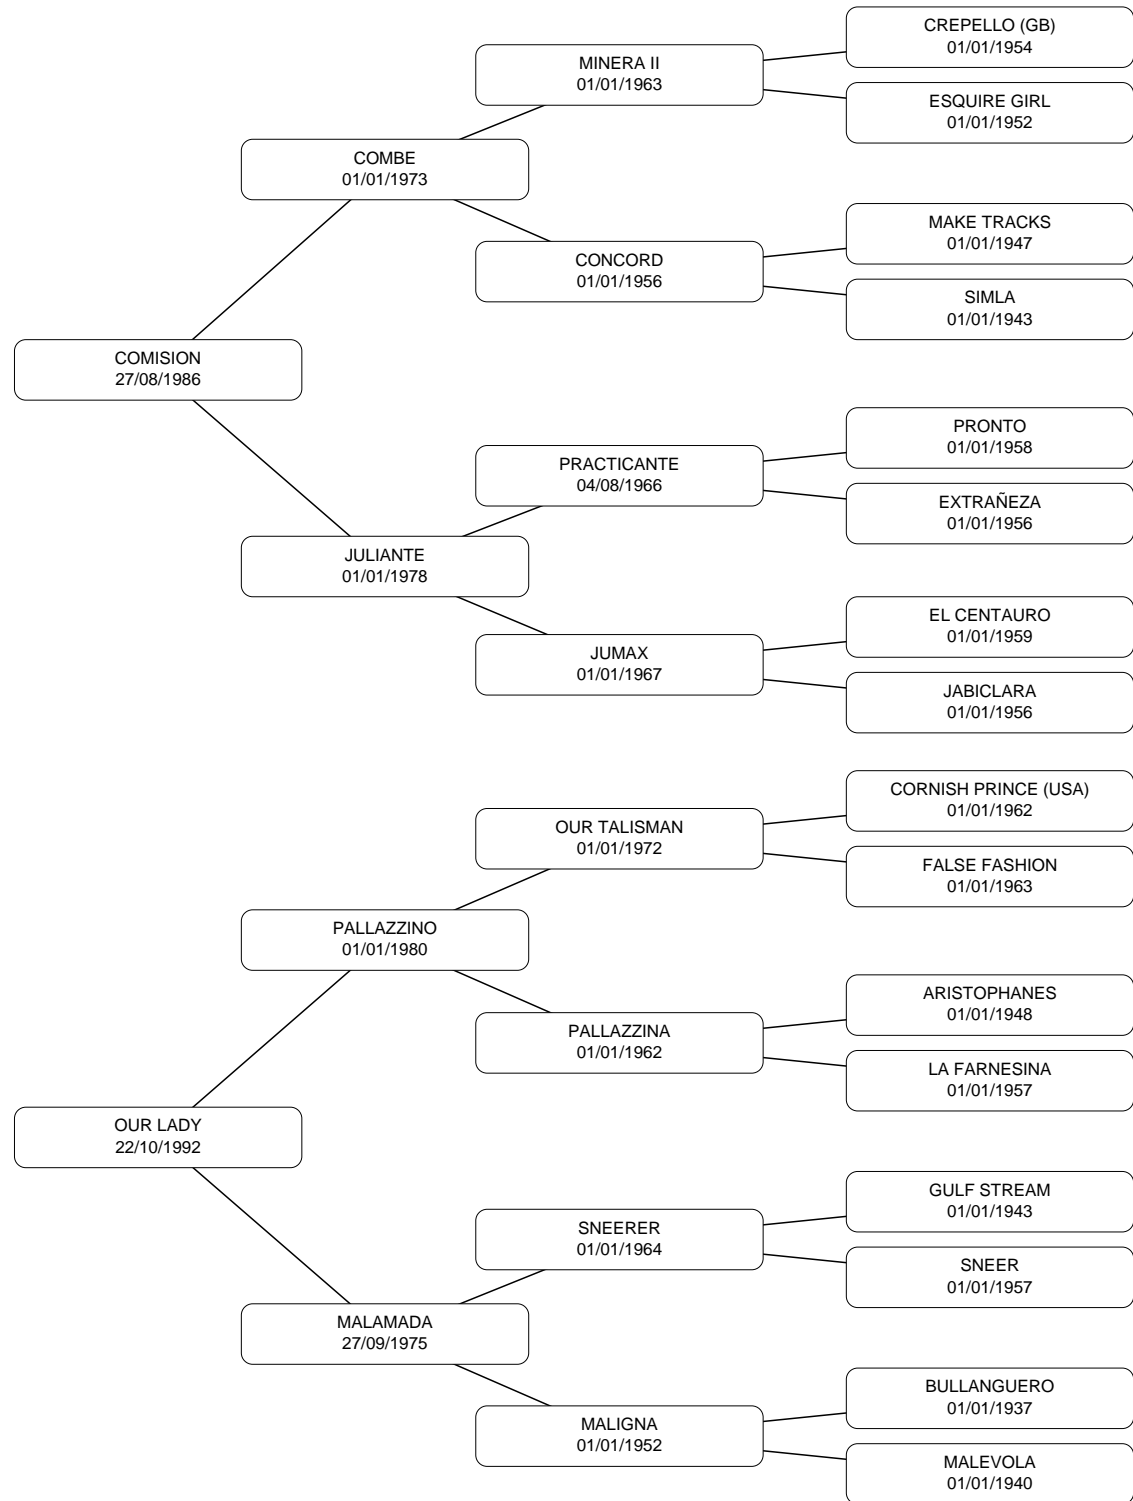 CREPELLO (GB)
01/01/1954
MINERA II
01/01/1963
ESQUIRE GIRL
01/01/1952
COMBE
01/01/1973
MAKE TRACKS
01/01/1947
CONCORD
01/01/1956
SIMLA
01/01/1943
COMISION
27/08/1986
PRONTO
01/01/1958
PRACTICANTE
04/08/1966
EXTRAÑEZA
01/01/1956
JULIANTE
01/01/1978
EL CENTAURO
01/01/1959
JUMAX
01/01/1967
JABICLARA
01/01/1956
CORNISH PRINCE (USA)
01/01/1962
OUR TALISMAN
01/01/1972
FALSE FASHION
01/01/1963
PALLAZZINO
01/01/1980
ARISTOPHANES
01/01/1948
PALLAZZINA
01/01/1962
LA FARNESINA
01/01/1957
OUR LADY
22/10/1992
GULF STREAM
01/01/1943
SNEERER
01/01/1964
SNEER
01/01/1957
MALAMADA
27/09/1975
BULLANGUERO
01/01/1937
MALIGNA
01/01/1952
MALEVOLA
01/01/1940